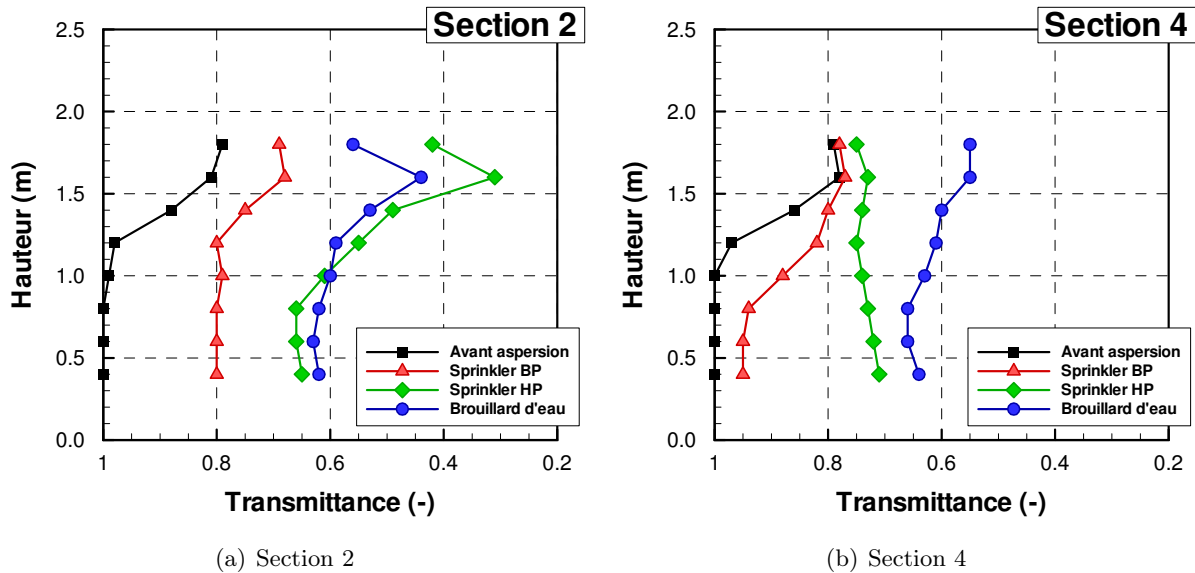 Section 2
2.5
2.0
1.5
1.0
0.5
0.0
Hauteur (m)
1 0.8 0.6 0.4 0.2
Transmittance (-)
Avant aspersion
Sprinkler BP
Sprinkler HP
Brouillard d'eau
(a) Section 2
Section 4
2.5
2.0
1.5
1.0
0.5
0.0
Hauteur (m)
1 0.8 0.6 0.4 0.2
Transmittance (-)
Avant aspersion
Sprinkler BP
Sprinkler HP
Brouillard d'eau
(b) Section 4